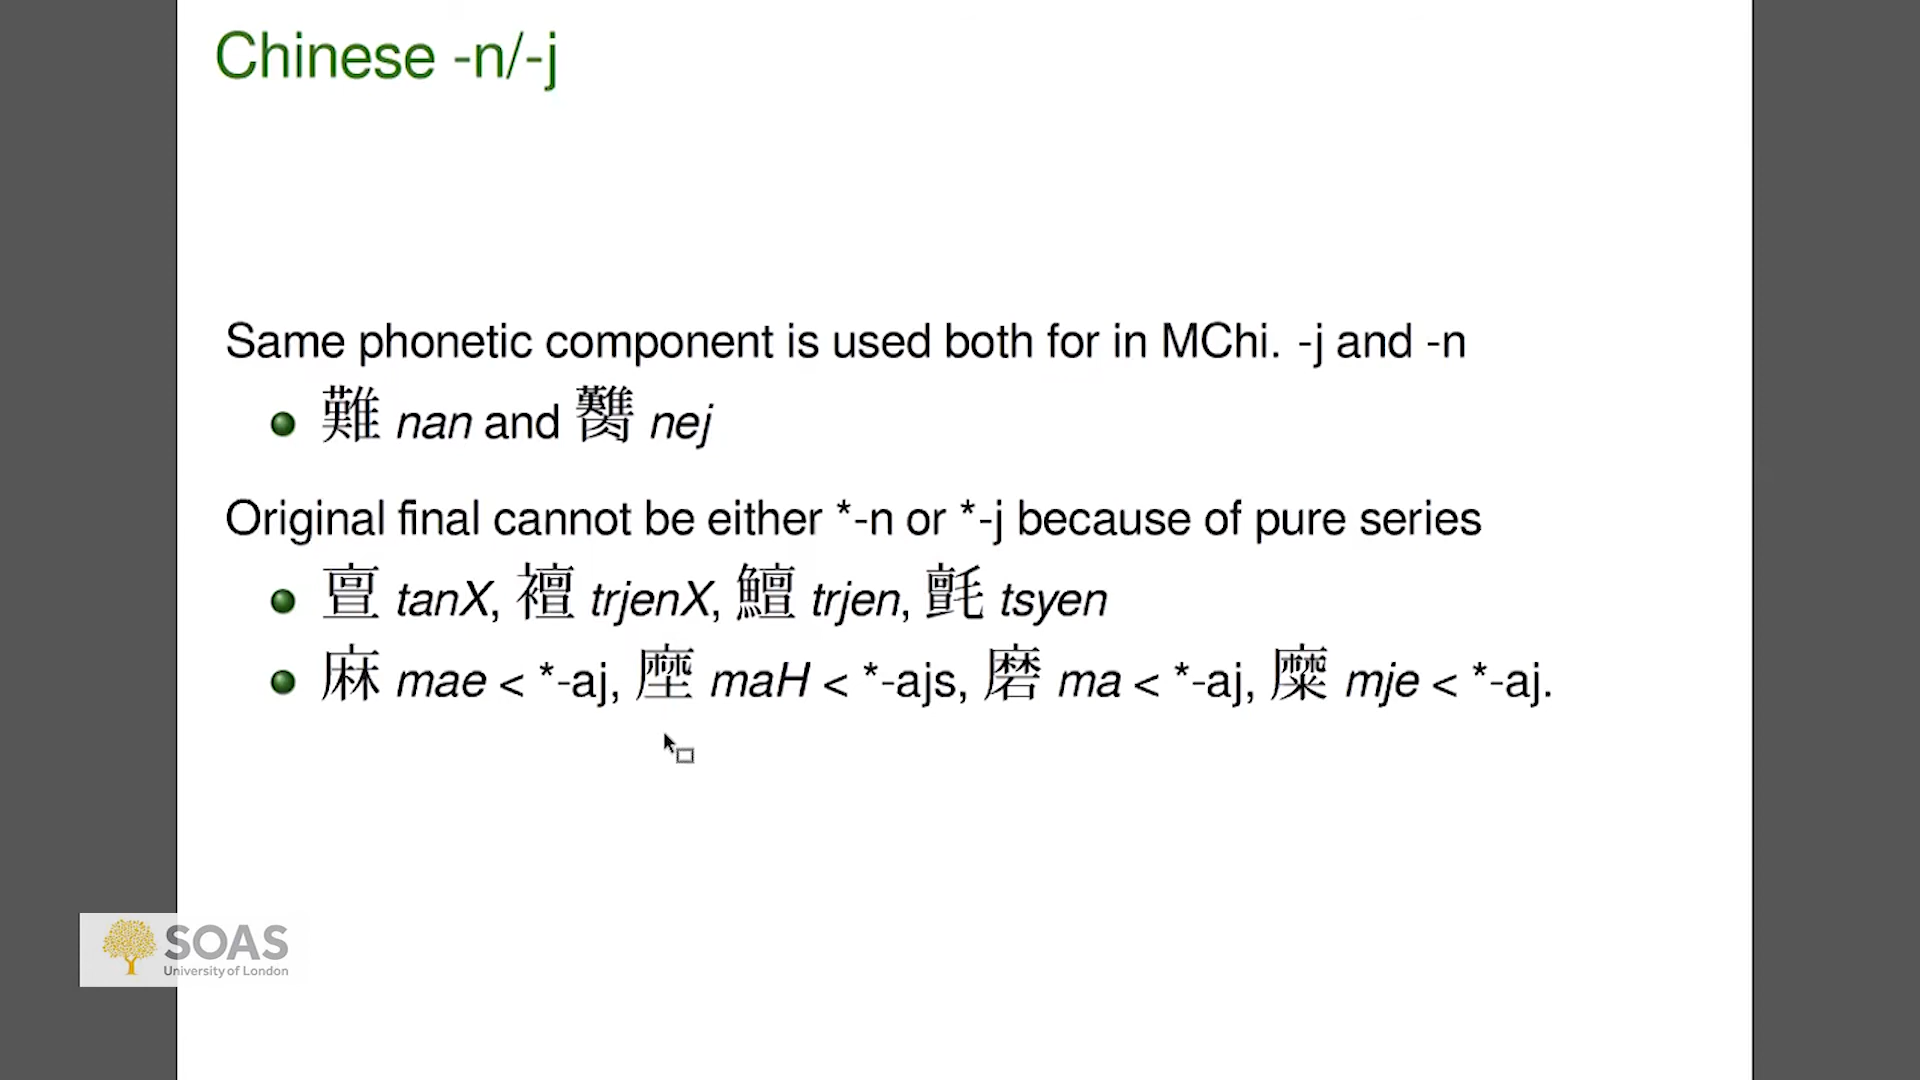 Chinese -n/-j
Same phonetic component is used both for in MChi. -j and -n
難 nan and 臡 nej
Original final cannot be either *-n or *-j because of pure series
亶 tanX, 襢 trjenX, 鱣 trjen, 氈 tsyen
麻 mae < *-aj, 塺 maH < *-ajs, 磨 ma < *-aj, 糜 mje < *-aj.
SOAS
University of London